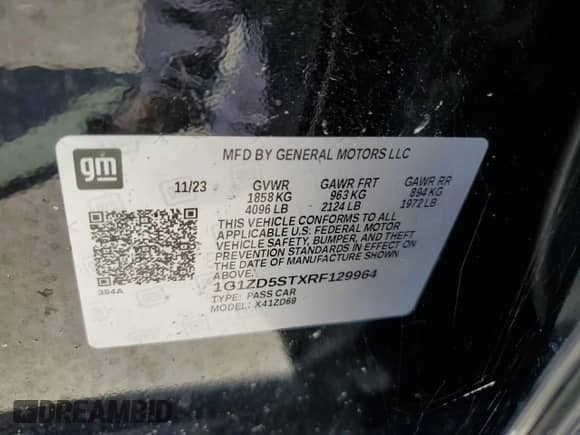 gm
MFD BY GENERAL MOTORS LLC
11/23 GVWR GAWR FRT GAWR RR
1858 KG 963 KG 894 KG
4096 LB 2124 LB 1972 LB
THIS VEHICLE CONFORMS TO ALL
APPLICABLE U.S. FEDERAL MOTOR
VEHICLE SAFETY, BUMPER, AND THEFT
PREVENTION STANDARDS IN EFFECT ON
THE DATE OF MANUFACTURE SHOWN
ABOVE.
384A
1G1ZD5STXRF129964
TYPE: PASS CAR
MODEL: X41ZD69
DREAMBID